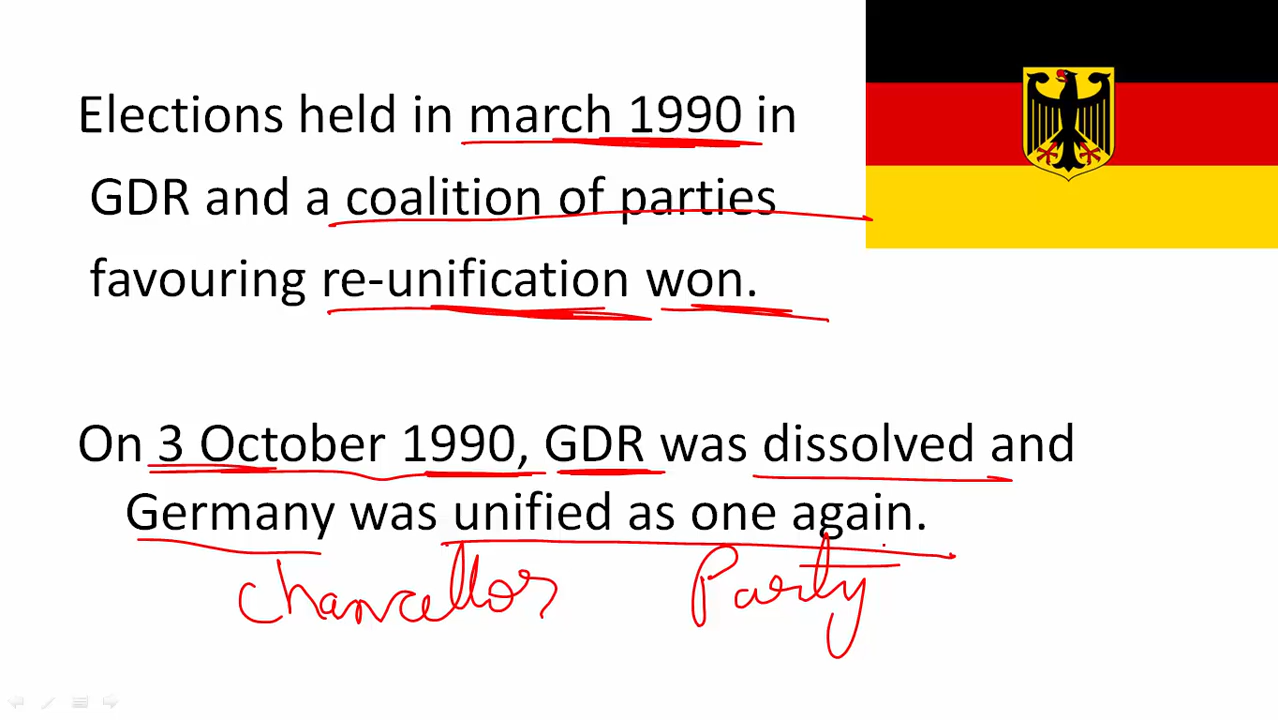 Elections held in march 1990 in
GDR and a coalition of parties
favouring re-unification won.
On 3 October 1990, GDR was dissolved and
Germany was unified as one again.
chancellor Party